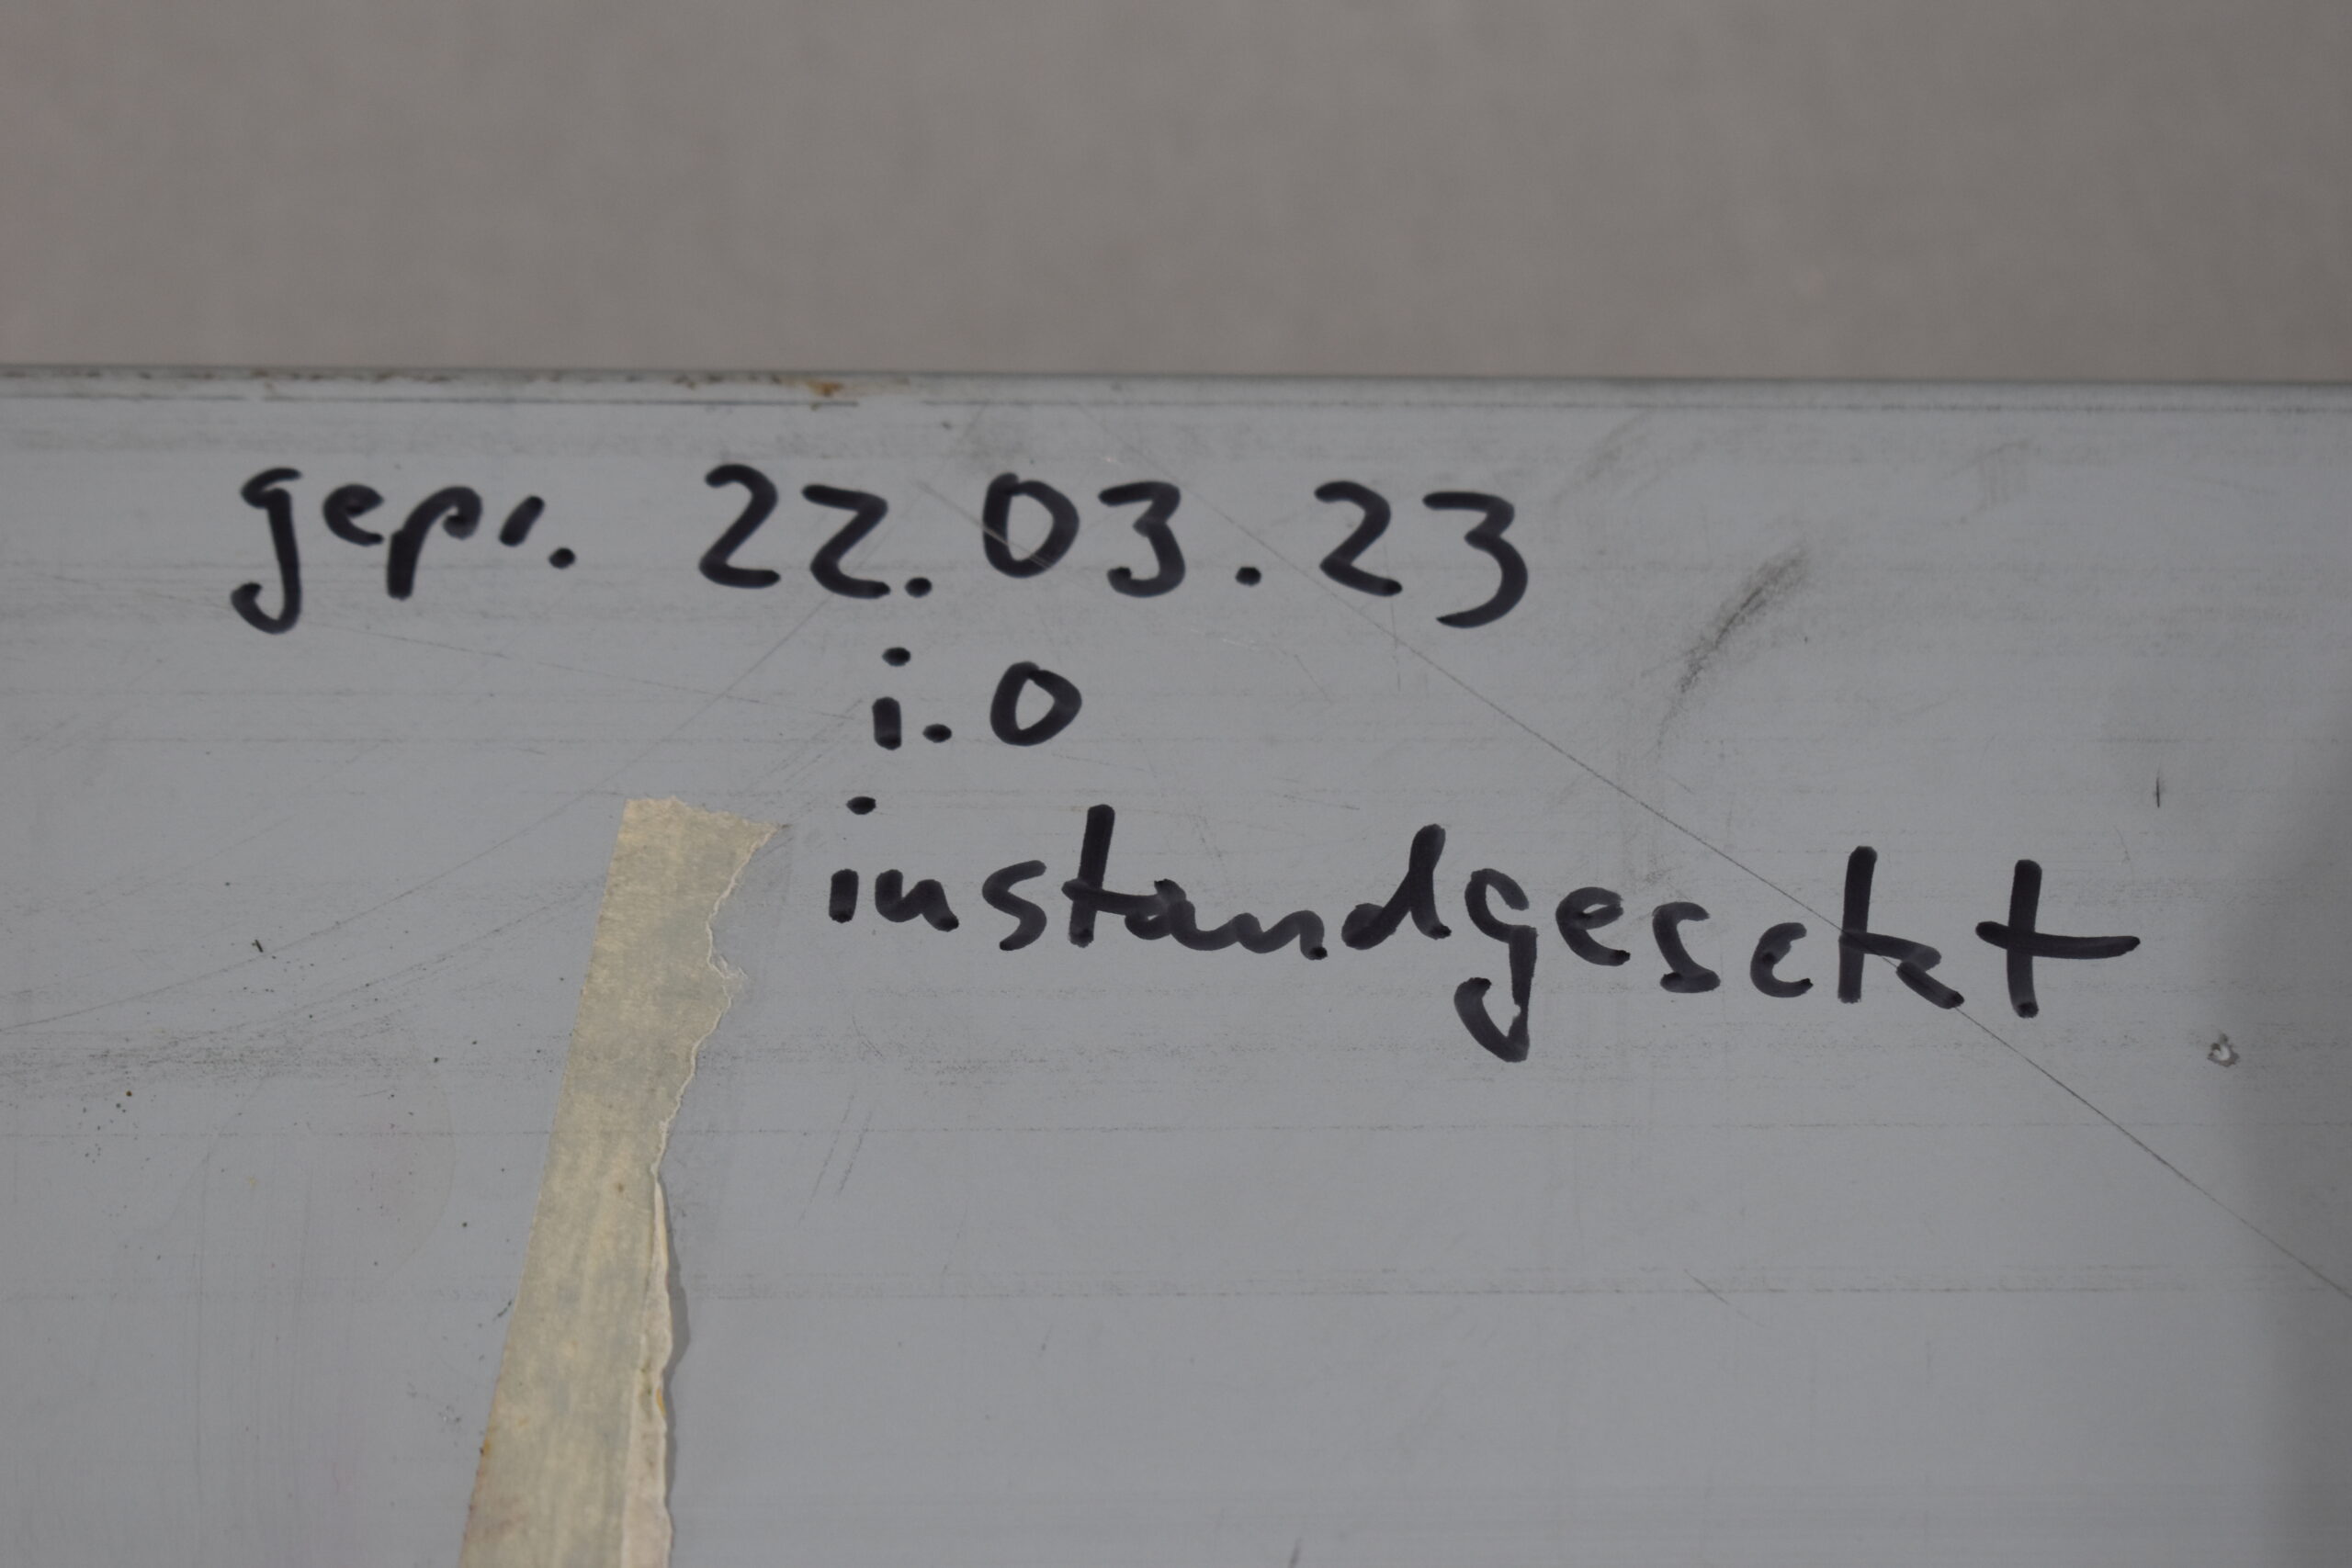 gepr. 22.03.23
i.O
instandgesetzt